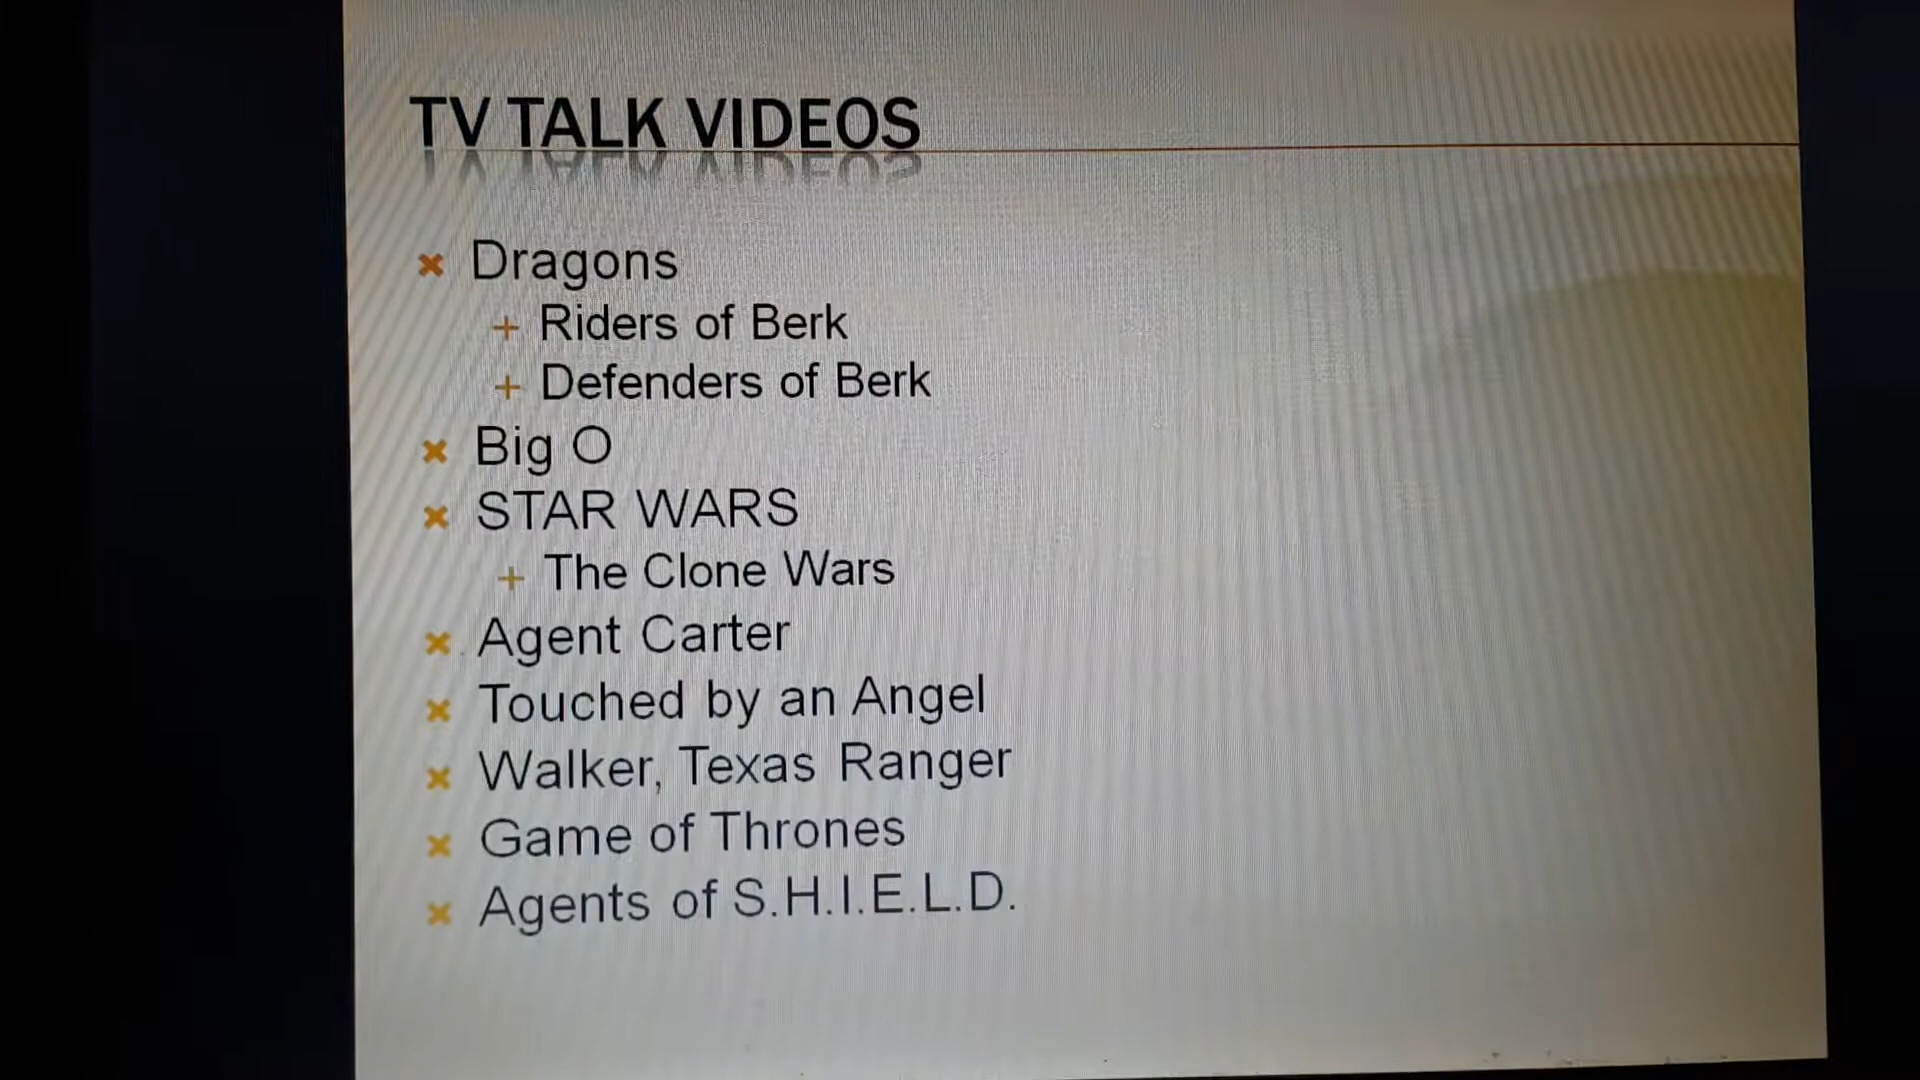 TV TALK VIDEOS
Dragons
Riders of Berk
Defenders of Berk
Big O
STAR WARS
The Clone Wars
Agent Carter
Touched by an Angel
Walker, Texas Ranger
Game of Thrones
Agents of S.H.I.E.L.D.